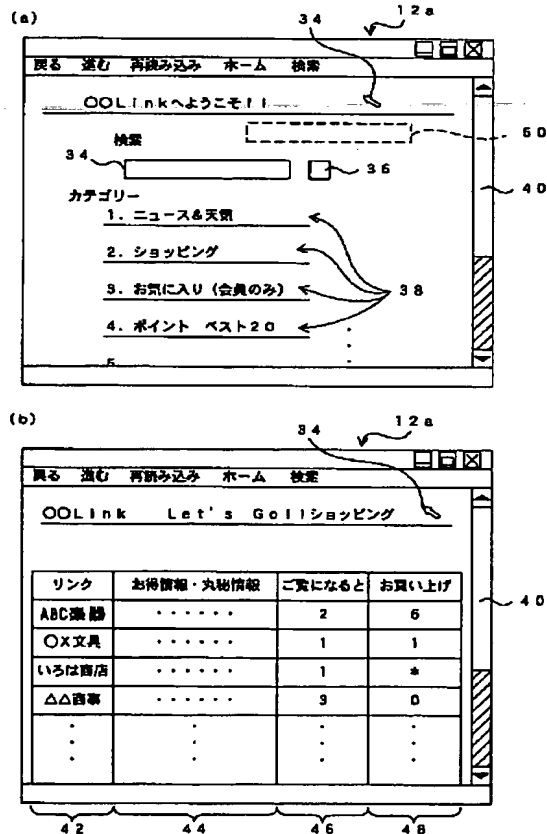 (a)
12a
34
戻る 進む 再読み込み ホーム 検索
〇〇Linkへようこそ!!
検索
50
34
36
40
カテゴリー
1. ニュース&天気
2. ショッピング
3. お気に入り(会員のみ)
38
4. ポイント ベスト20
5
(b)
12a
34
戻る 進む 再読み込み ホーム 検索
〇〇Link Let's Go!!ショッピング
リンク お得情報・丸秘情報 ご覧になると お買い上げ
40
ABC楽器 ・・・・・・ 2 6
〇×文具 ・・・・・・ 1 1
いろは商店 ・・・・・・ 1 *
△△商事 ・・・・・・ 3 0
42 44 46 48